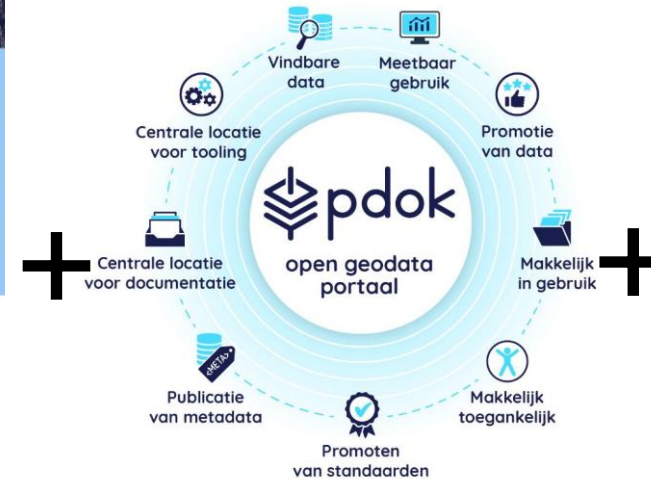 Vindbare
data
Meetbaar
gebruik
Centrale locatie
voor tooling
Promotie
van data
pdok
open geodata
portaal
Centrale locatie
voor documentatie
Makkelijk
in gebruik
<META>
Publicatie
van metadata
Makkelijk
toegankelijk
Promoten
van standaarden
+
+